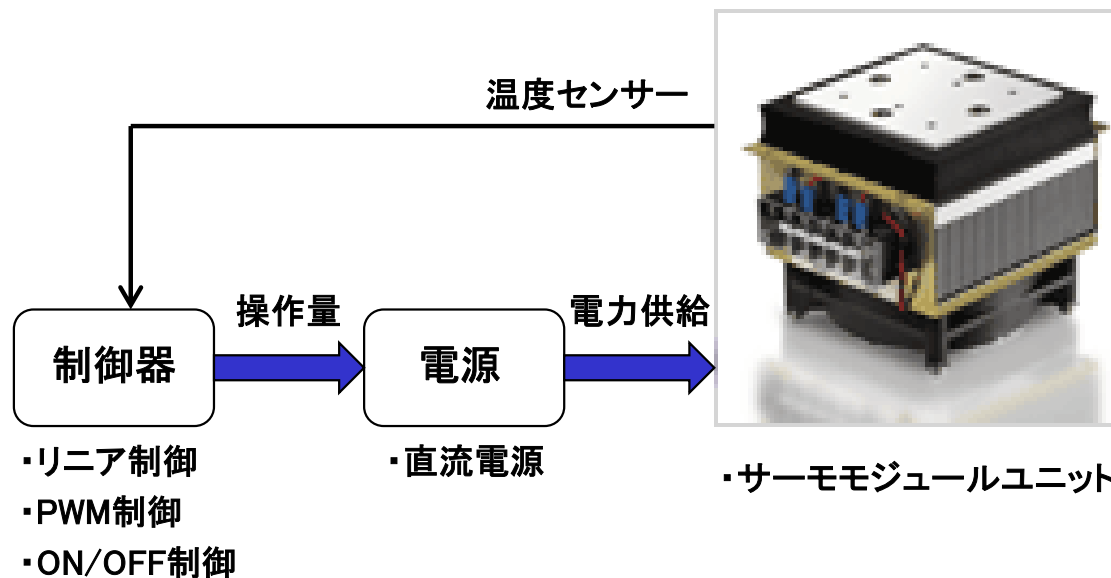 温度センサー
操作量
電力供給
制御器
電源
・リニア制御
・PWM制御
・ON/OFF制御
・直流電源
・サーモモジュールユニット